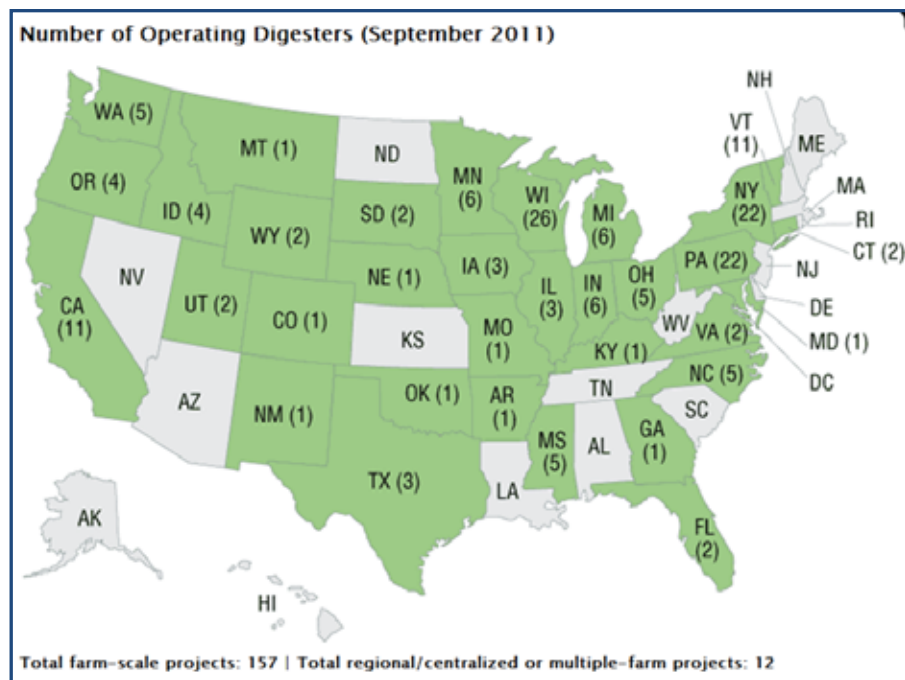 Number of Operating Digesters (September 2011)
NH
WA (5)
VT
(11)
MT (1)
ND
ME
MN
(6)
OR (4)
WI
(26)
NY
(22)
MA
ID (4)
SD (2)
MI
(6)
RI
WY (2)
CT (2)
PA (22)
IA (3)
NJ
NV
NE (1)
OH
(5)
IL
(3)
IN
(6)
UT (2)
CA
(11)
DE
CO (1)
WV
MO
(1)
VA (2)
KS
MD (1)
KY (1)
NC (5)
DC
TN
OK (1)
AR
(1)
AZ
SC
NM (1)
GA
(1)
MS
(5)
AL
TX (3)
LA
AK
FL
(2)
HI
Total farm-scale projects: 157 | Total regional/centralized or multiple-farm projects: 12